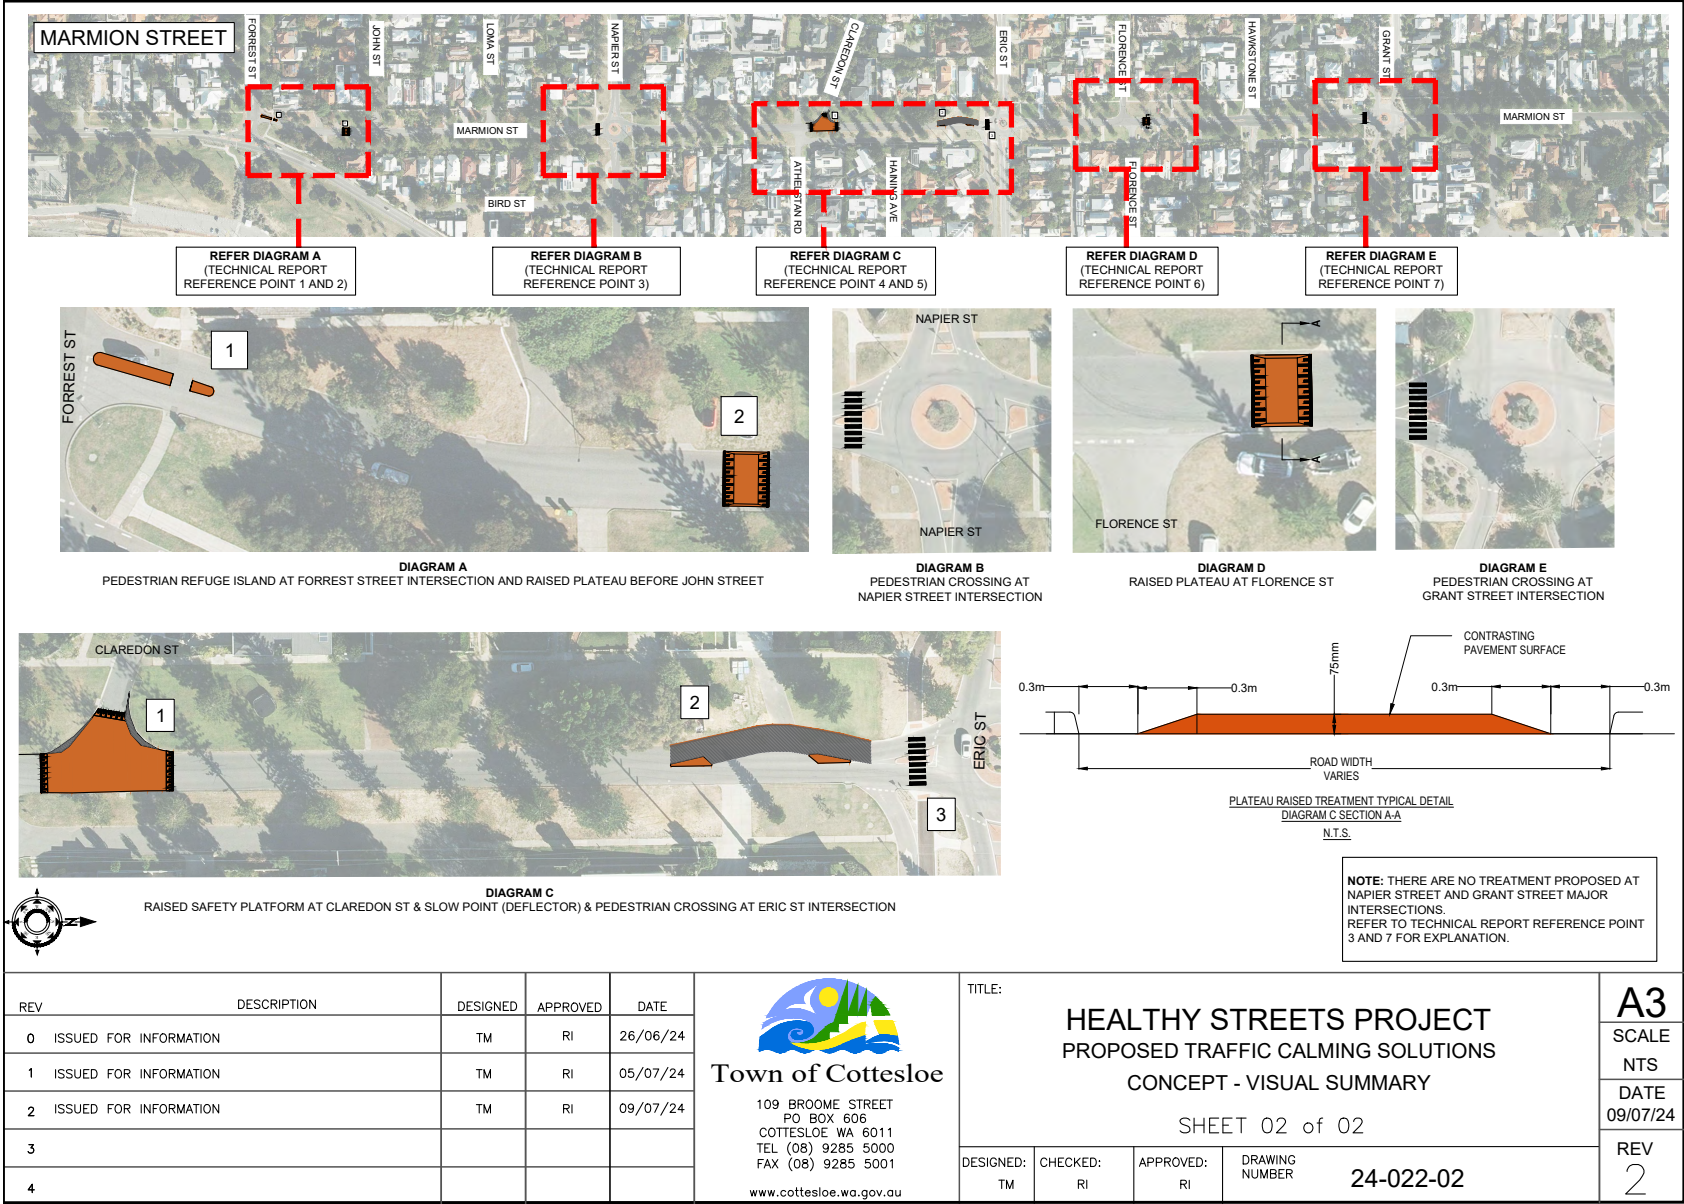 MARMION STREET
FORREST ST
JOHN ST
LOMA ST
NAPIER ST
CLAREDON ST
ERIC ST
FLORENCE ST
HAWKSTONE ST
GRANT ST
MARMION ST
MARMION ST
BIRD ST
ATHELSTAN RD
HAINING AVE
FLORENCE ST
REFER DIAGRAM A
(TECHNICAL REPORT
REFERENCE POINT 1 AND 2)
REFER DIAGRAM B
(TECHNICAL REPORT
REFERENCE POINT 3)
REFER DIAGRAM C
(TECHNICAL REPORT
REFERENCE POINT 4 AND 5)
REFER DIAGRAM D
(TECHNICAL REPORT
REFERENCE POINT 6)
REFER DIAGRAM E
(TECHNICAL REPORT
REFERENCE POINT 7)
FORREST ST
1
2
DIAGRAM A
PEDESTRIAN REFUGE ISLAND AT FORREST STREET INTERSECTION AND RAISED PLATEAU BEFORE JOHN STREET
NAPIER ST
NAPIER ST
DIAGRAM B
PEDESTRIAN CROSSING AT
NAPIER STREET INTERSECTION
A
A
FLORENCE ST
DIAGRAM D
RAISED PLATEAU AT FLORENCE ST
DIAGRAM E
PEDESTRIAN CROSSING AT
GRANT STREET INTERSECTION
CLAREDON ST
1
2
3
ERIC ST
DIAGRAM C
RAISED SAFETY PLATFORM AT CLAREDON ST & SLOW POINT (DEFLECTOR) & PEDESTRIAN CROSSING AT ERIC ST INTERSECTION
N
CONTRASTING
PAVEMENT SURFACE
75mm
0.3m
0.3m
0.3m
0.3m
ROAD WIDTH
VARIES
PLATEAU RAISED TREATMENT TYPICAL DETAIL
DIAGRAM C SECTION A-A
N.T.S.
NOTE: THERE ARE NO TREATMENT PROPOSED AT
NAPIER STREET AND GRANT STREET MAJOR
INTERSECTIONS.
REFER TO TECHNICAL REPORT REFERENCE POINT
3 AND 7 FOR EXPLANATION.
REV DESCRIPTION DESIGNED APPROVED DATE
0 ISSUED FOR INFORMATION TM RI 26/06/24
1 ISSUED FOR INFORMATION TM RI 05/07/24
2 ISSUED FOR INFORMATION TM RI 09/07/24
3
4
Town of Cottesloe
109 BROOME STREET
PO BOX 606
COTTESLOE WA 6011
TEL (08) 9285 5000
FAX (08) 9285 5001
www.cottesloe.wa.gov.au
TITLE:
HEALTHY STREETS PROJECT
PROPOSED TRAFFIC CALMING SOLUTIONS
CONCEPT - VISUAL SUMMARY
SHEET 02 of 02
DESIGNED: TM
CHECKED: RI
APPROVED: RI
DRAWING
NUMBER 24-022-02
A3
SCALE
NTS
DATE
09/07/24
REV
2